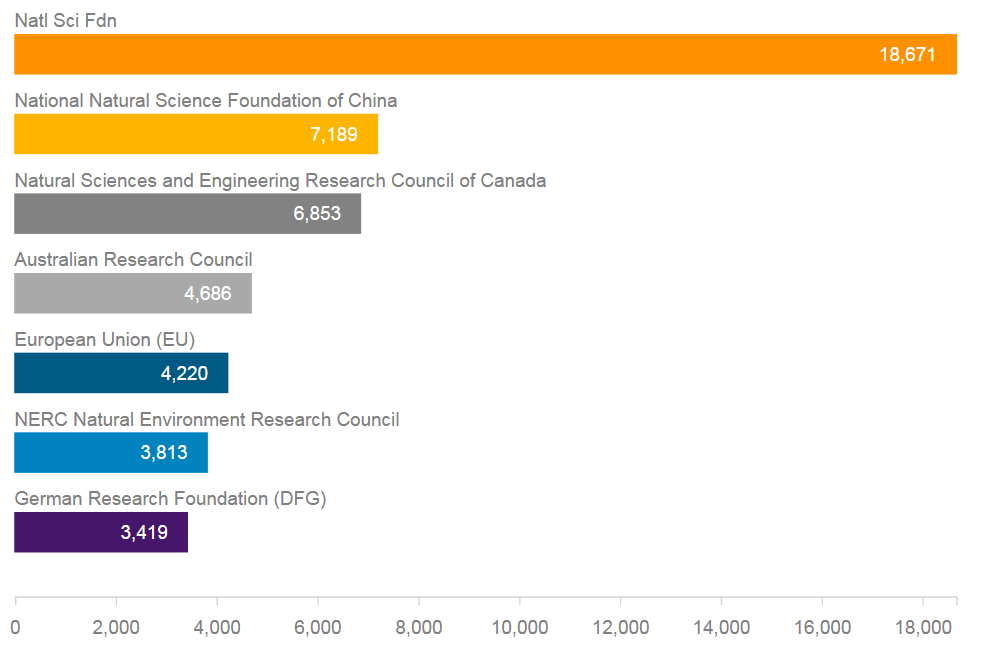 Natl Sci Fdn
18,671
National Natural Science Foundation of China
7,189
Natural Sciences and Engineering Research Council of Canada
6,853
Australian Research Council
4,686
European Union (EU)
4,220
NERC Natural Environment Research Council
3,813
German Research Foundation (DFG)
3,419
0 2,000 4,000 6,000 8,000 10,000 12,000 14,000 16,000 18,000